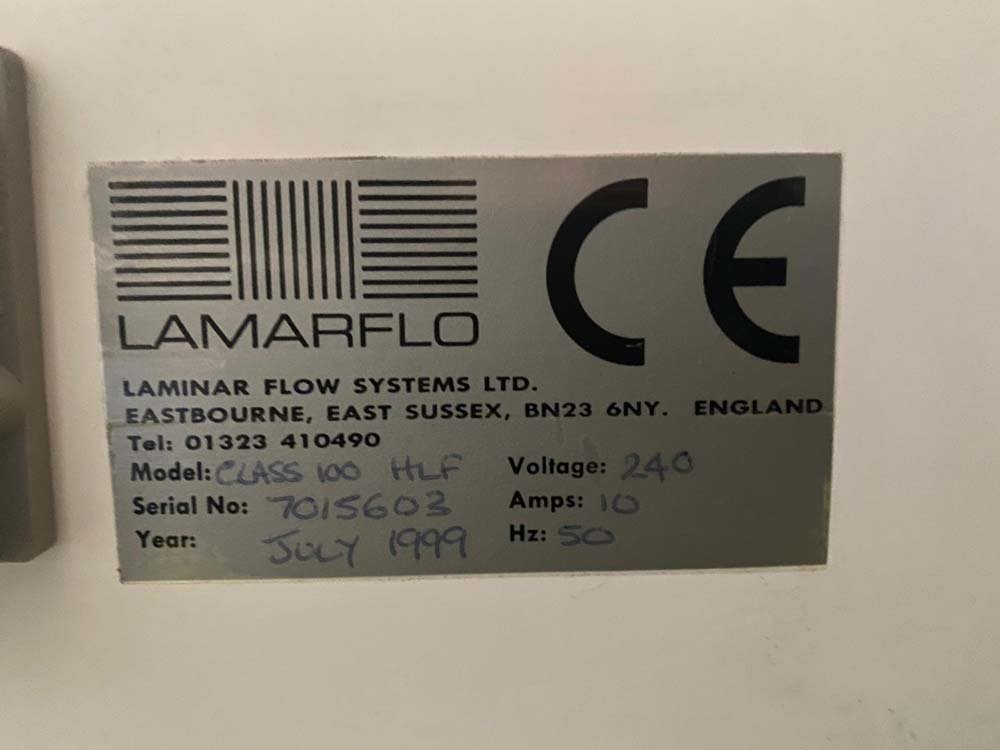 LAMARFLO
CE
LAMINAR FLOW SYSTEMS LTD.
EASTBOURNE, EAST SUSSEX, BN23 6NY. ENGLAND
Tel: 01323 410490
Model: CLASS 100 HLF Voltage: 240
Serial No: 7015603 Amps: 10
Year: JULY 1999 Hz: 50